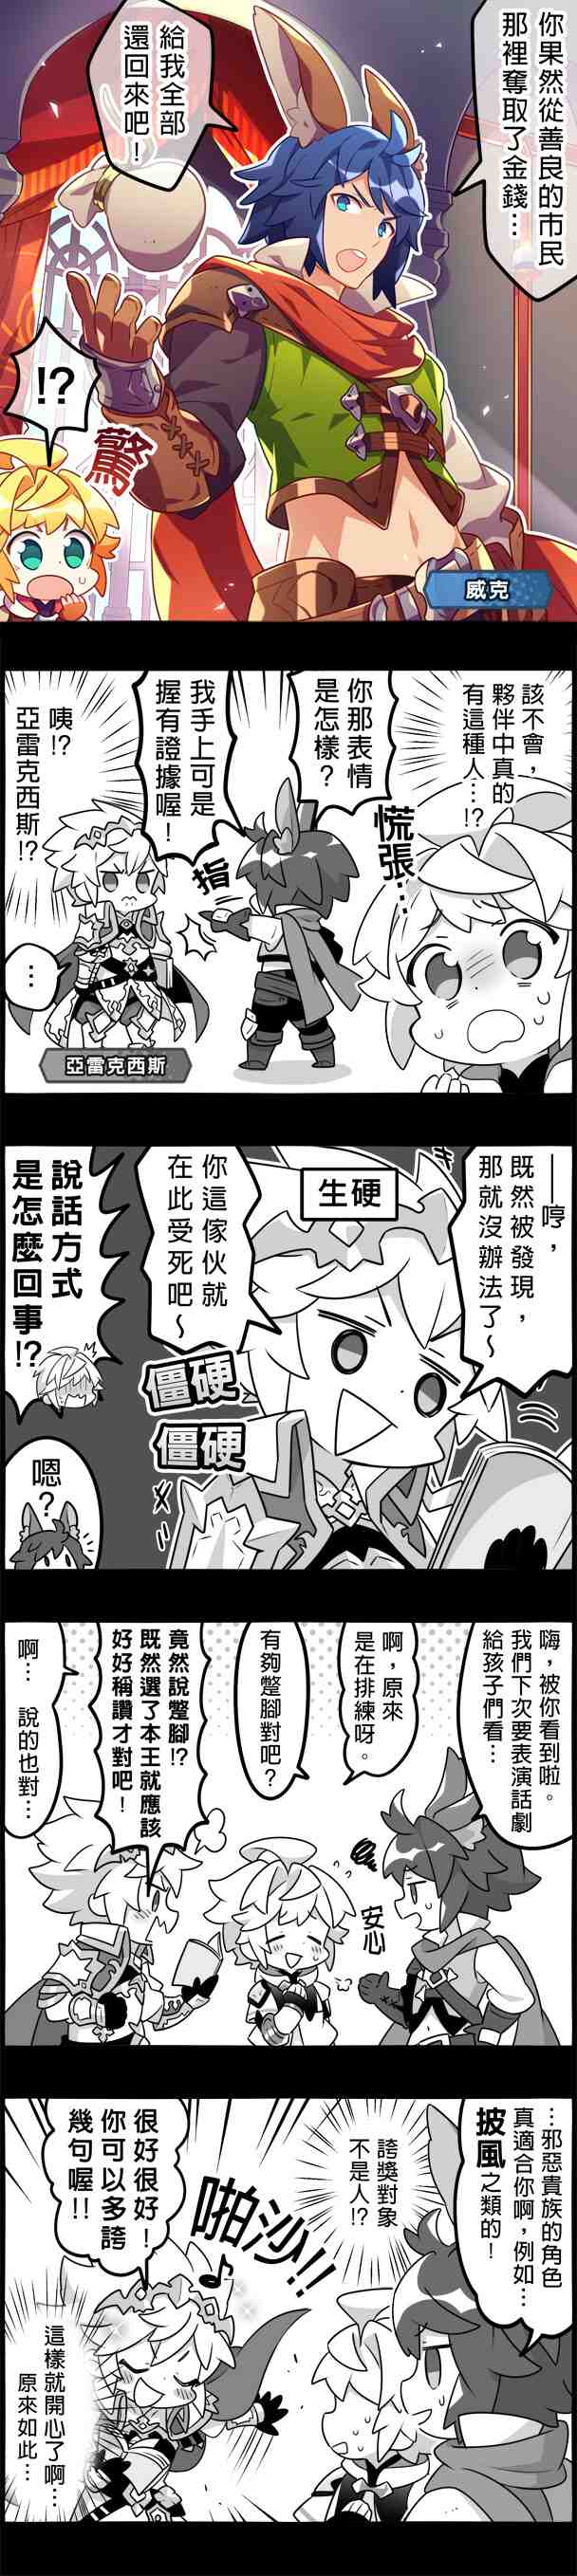 你果然從善良的市民
那裡奪取了金錢…
給我全部
還回來吧！
!?
驚
威克
該不會，
夥伴中真的
有這種人…!?
慌張…
你那表情
是怎樣？
我手上可是
握有證據喔！
指
咦!?
亞雷克西斯!?
…
亞雷克西斯
——哼，
既然被發現，
那就沒辦法了～
生硬
你這傢伙就
在此受死吧～
僵硬
僵硬
說話方式
是怎麼回事!?
嗯？
嗨，被你看到啦。
我們下次要表演話劇
給孩子們看…
啊，原來
是在排練呀。
安心
有夠蹩腳對吧？
竟然說蹩腳!?
既然選了本王就應該
好好稱讚才對吧！
啊… 說的也對…
…邪惡貴族的角色
真適合你啊，例如…
披風之類的！
誇獎對象
不是人!?
啪沙!!
很好很好！
你可以多誇
幾句喔!!
這樣就開心了啊…
原來如此…